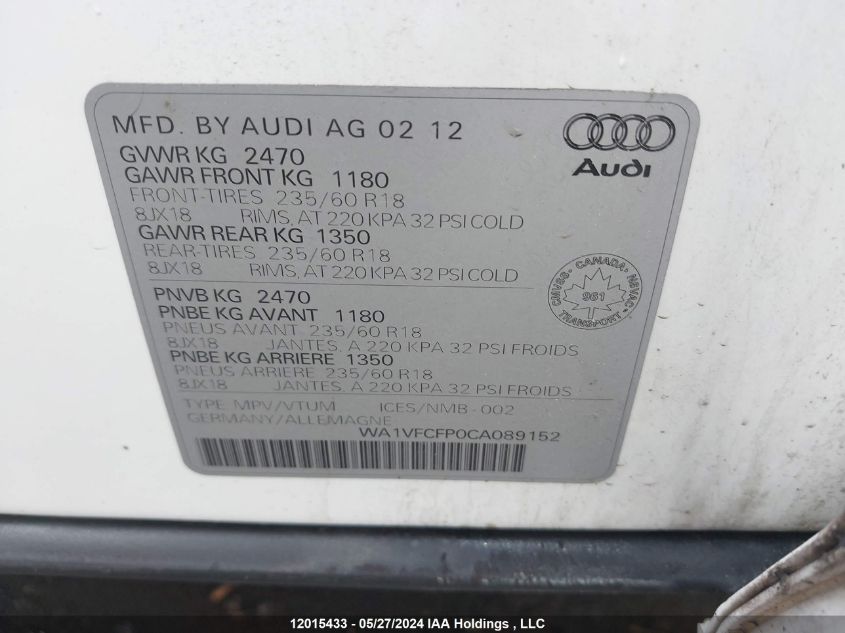 MFD. BY AUDI AG 02 12
Audi
GVWR KG 2470
GAWR FRONT KG 1180
FRONT-TIRES 235/60 R18
8JX18 RIMS, AT 220 KPA 32 PSI COLD
GAWR REAR KG 1350
REAR-TIRES 235/60 R18
8JX18 RIMS, AT 220 KPA 32 PSI COLD
CANADA
CMVSS - NSVAC
961
TRANSPORT
PNVB KG 2470
PNBE KG AVANT 1180
PNEUS AVANT 235/60 R18
8JX18 JANTES, A 220 KPA 32 PSI FROIDS
PNBE KG ARRIERE 1350
PNEUS ARRIERE 235/60 R18
8JX18 JANTES, A 220 KPA 32 PSI FROIDS
TYPE MPV/VTUM ICES/NMB-002
GERMANY/ALLEMAGNE
WA1VFCFP0CA089152
12015433 - 05/27/2024 IAA Holdings , LLC